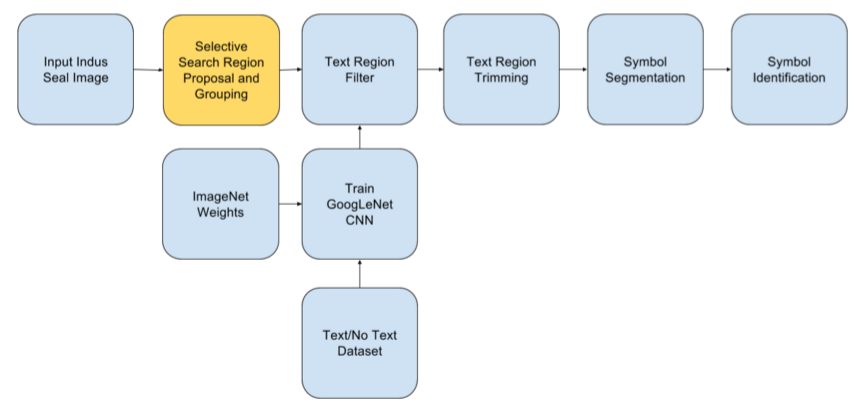 Input Indus
Seal Image
Selective
Search Region
Proposal and
Grouping
Text Region
Filter
Text Region
Trimming
Symbol
Segmentation
Symbol
Identification
ImageNet
Weights
Train
GoogLeNet
CNN
Text/No Text
Dataset